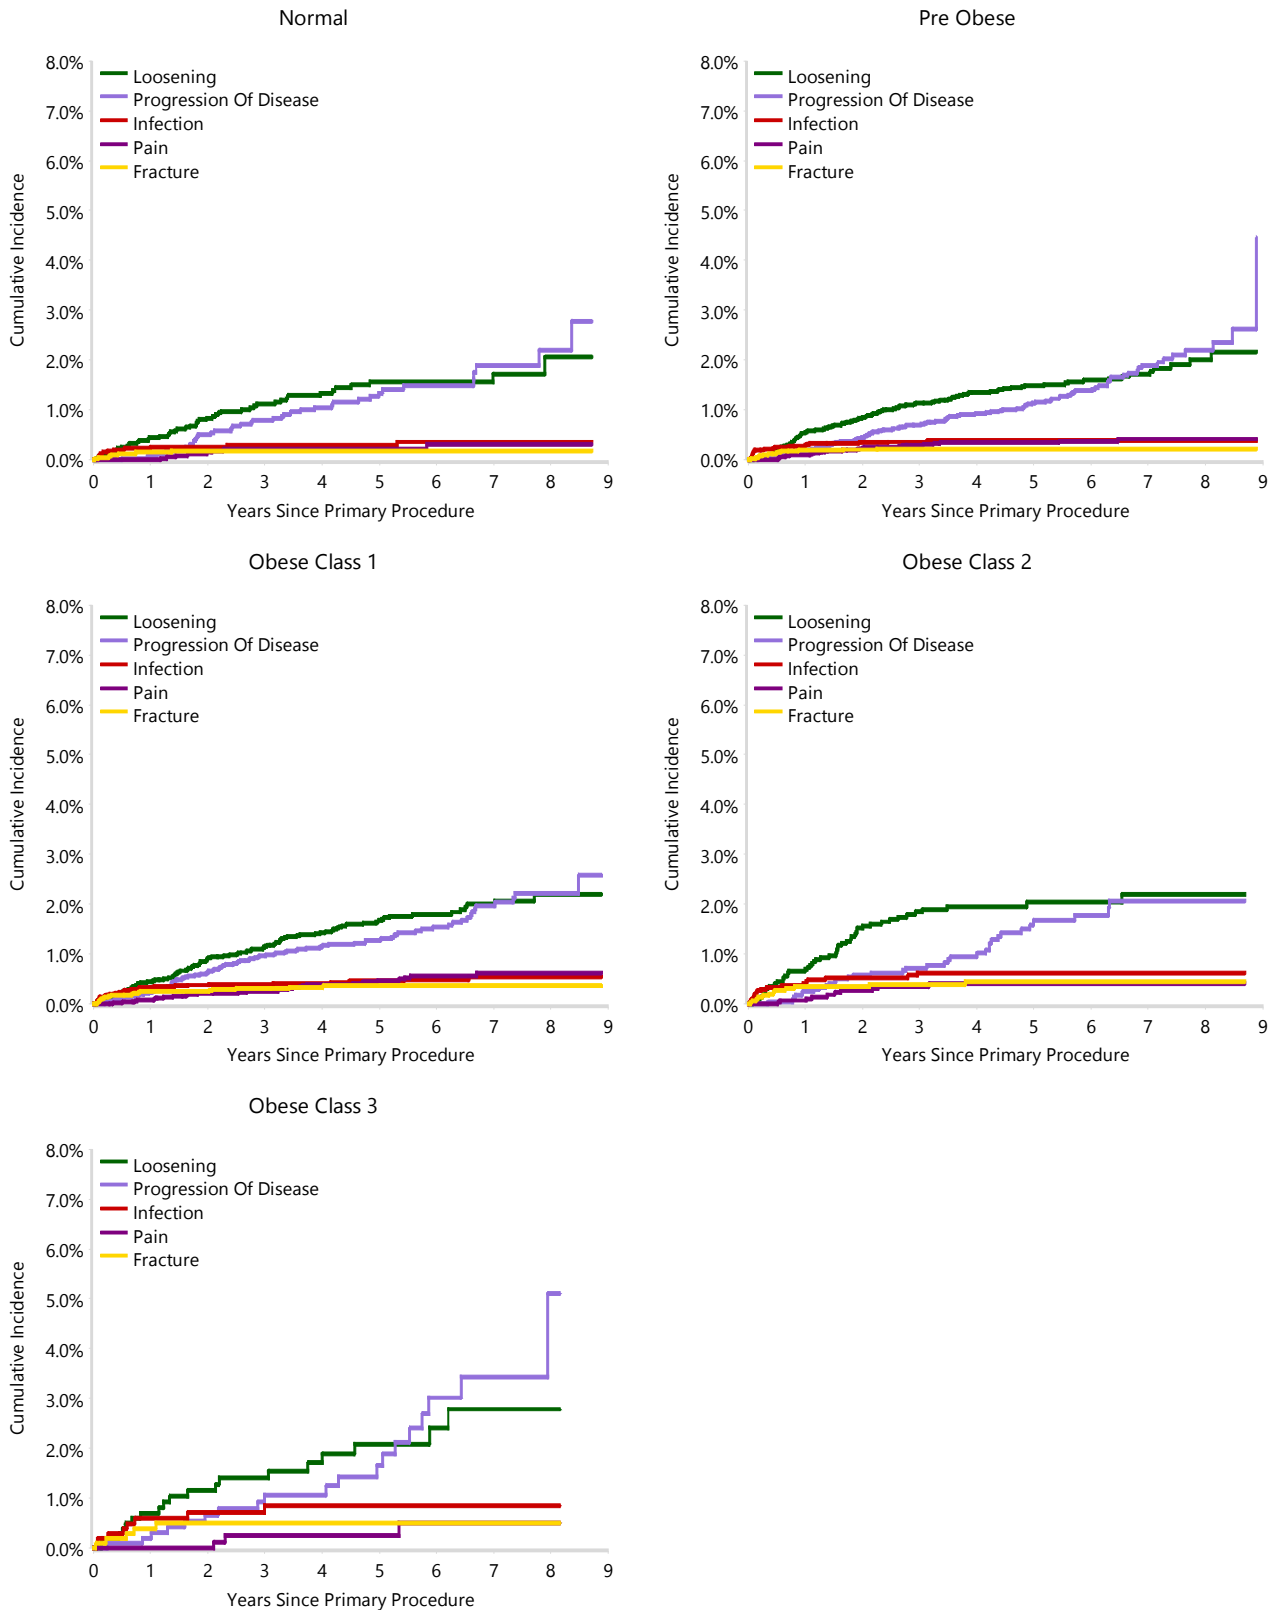 Normal
8.0%
7.0%
6.0%
5.0%
4.0%
3.0%
2.0%
1.0%
0.0%
Cumulative Incidence
Loosening
Progression Of Disease
Infection
Pain
Fracture
0 1 2 3 4 5 6 7 8 9
Years Since Primary Procedure
Pre Obese
8.0%
7.0%
6.0%
5.0%
4.0%
3.0%
2.0%
1.0%
0.0%
Cumulative Incidence
Loosening
Progression Of Disease
Infection
Pain
Fracture
0 1 2 3 4 5 6 7 8 9
Years Since Primary Procedure
Obese Class 1
8.0%
7.0%
6.0%
5.0%
4.0%
3.0%
2.0%
1.0%
0.0%
Cumulative Incidence
Loosening
Progression Of Disease
Infection
Pain
Fracture
0 1 2 3 4 5 6 7 8 9
Years Since Primary Procedure
Obese Class 2
8.0%
7.0%
6.0%
5.0%
4.0%
3.0%
2.0%
1.0%
0.0%
Cumulative Incidence
Loosening
Progression Of Disease
Infection
Pain
Fracture
0 1 2 3 4 5 6 7 8 9
Years Since Primary Procedure
Obese Class 3
8.0%
7.0%
6.0%
5.0%
4.0%
3.0%
2.0%
1.0%
0.0%
Cumulative Incidence
Loosening
Progression Of Disease
Infection
Pain
Fracture
0 1 2 3 4 5 6 7 8 9
Years Since Primary Procedure